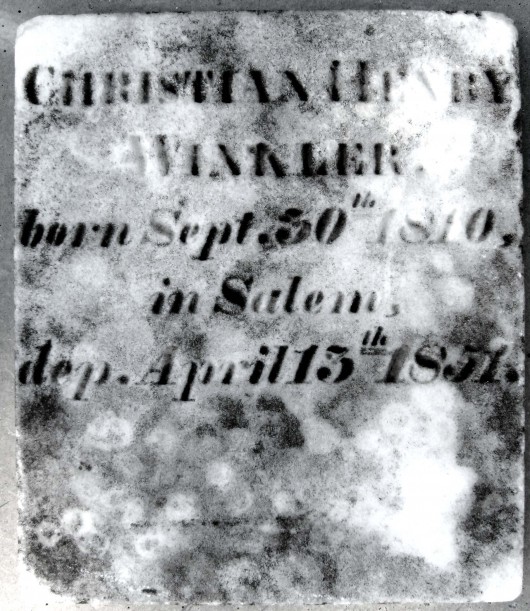 CHRISTIAN HENRY
WINKLER.
born Sept. 30th 1810,
in Salem,
dep. April 13th 1851.